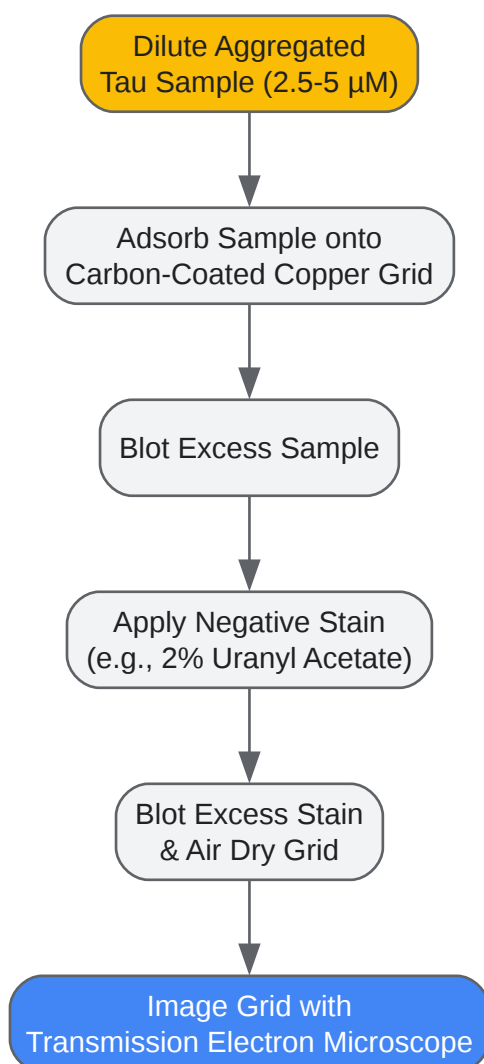 Dilute Aggregated
Tau Sample (2.5-5 µM)
Adsorb Sample onto
Carbon-Coated Copper Grid
Blot Excess Sample
Apply Negative Stain
(e.g., 2% Uranyl Acetate)
Blot Excess Stain
& Air Dry Grid
Image Grid with
Transmission Electron Microscope